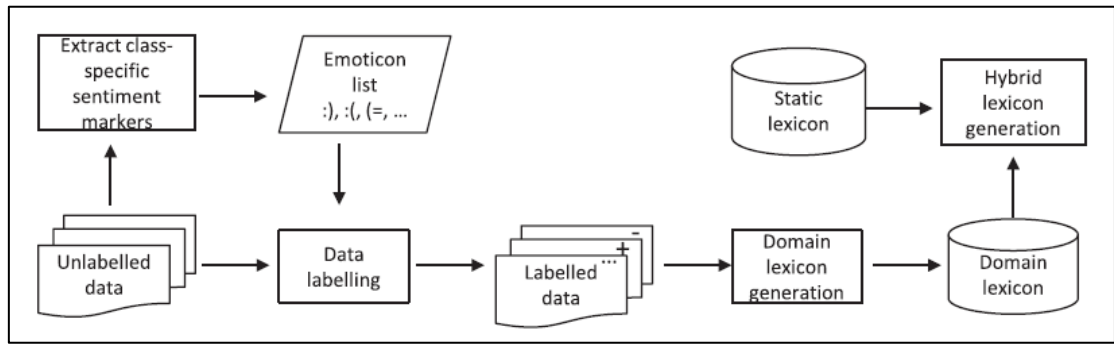 Extract class-
specific
sentiment
markers
Emoticon
list
:), :(, (=, ...
Static
lexicon
Hybrid
lexicon
generation
Unlabelled
data
Data
labelling
-
+
...
Labelled
data
Domain
lexicon
generation
Domain
lexicon